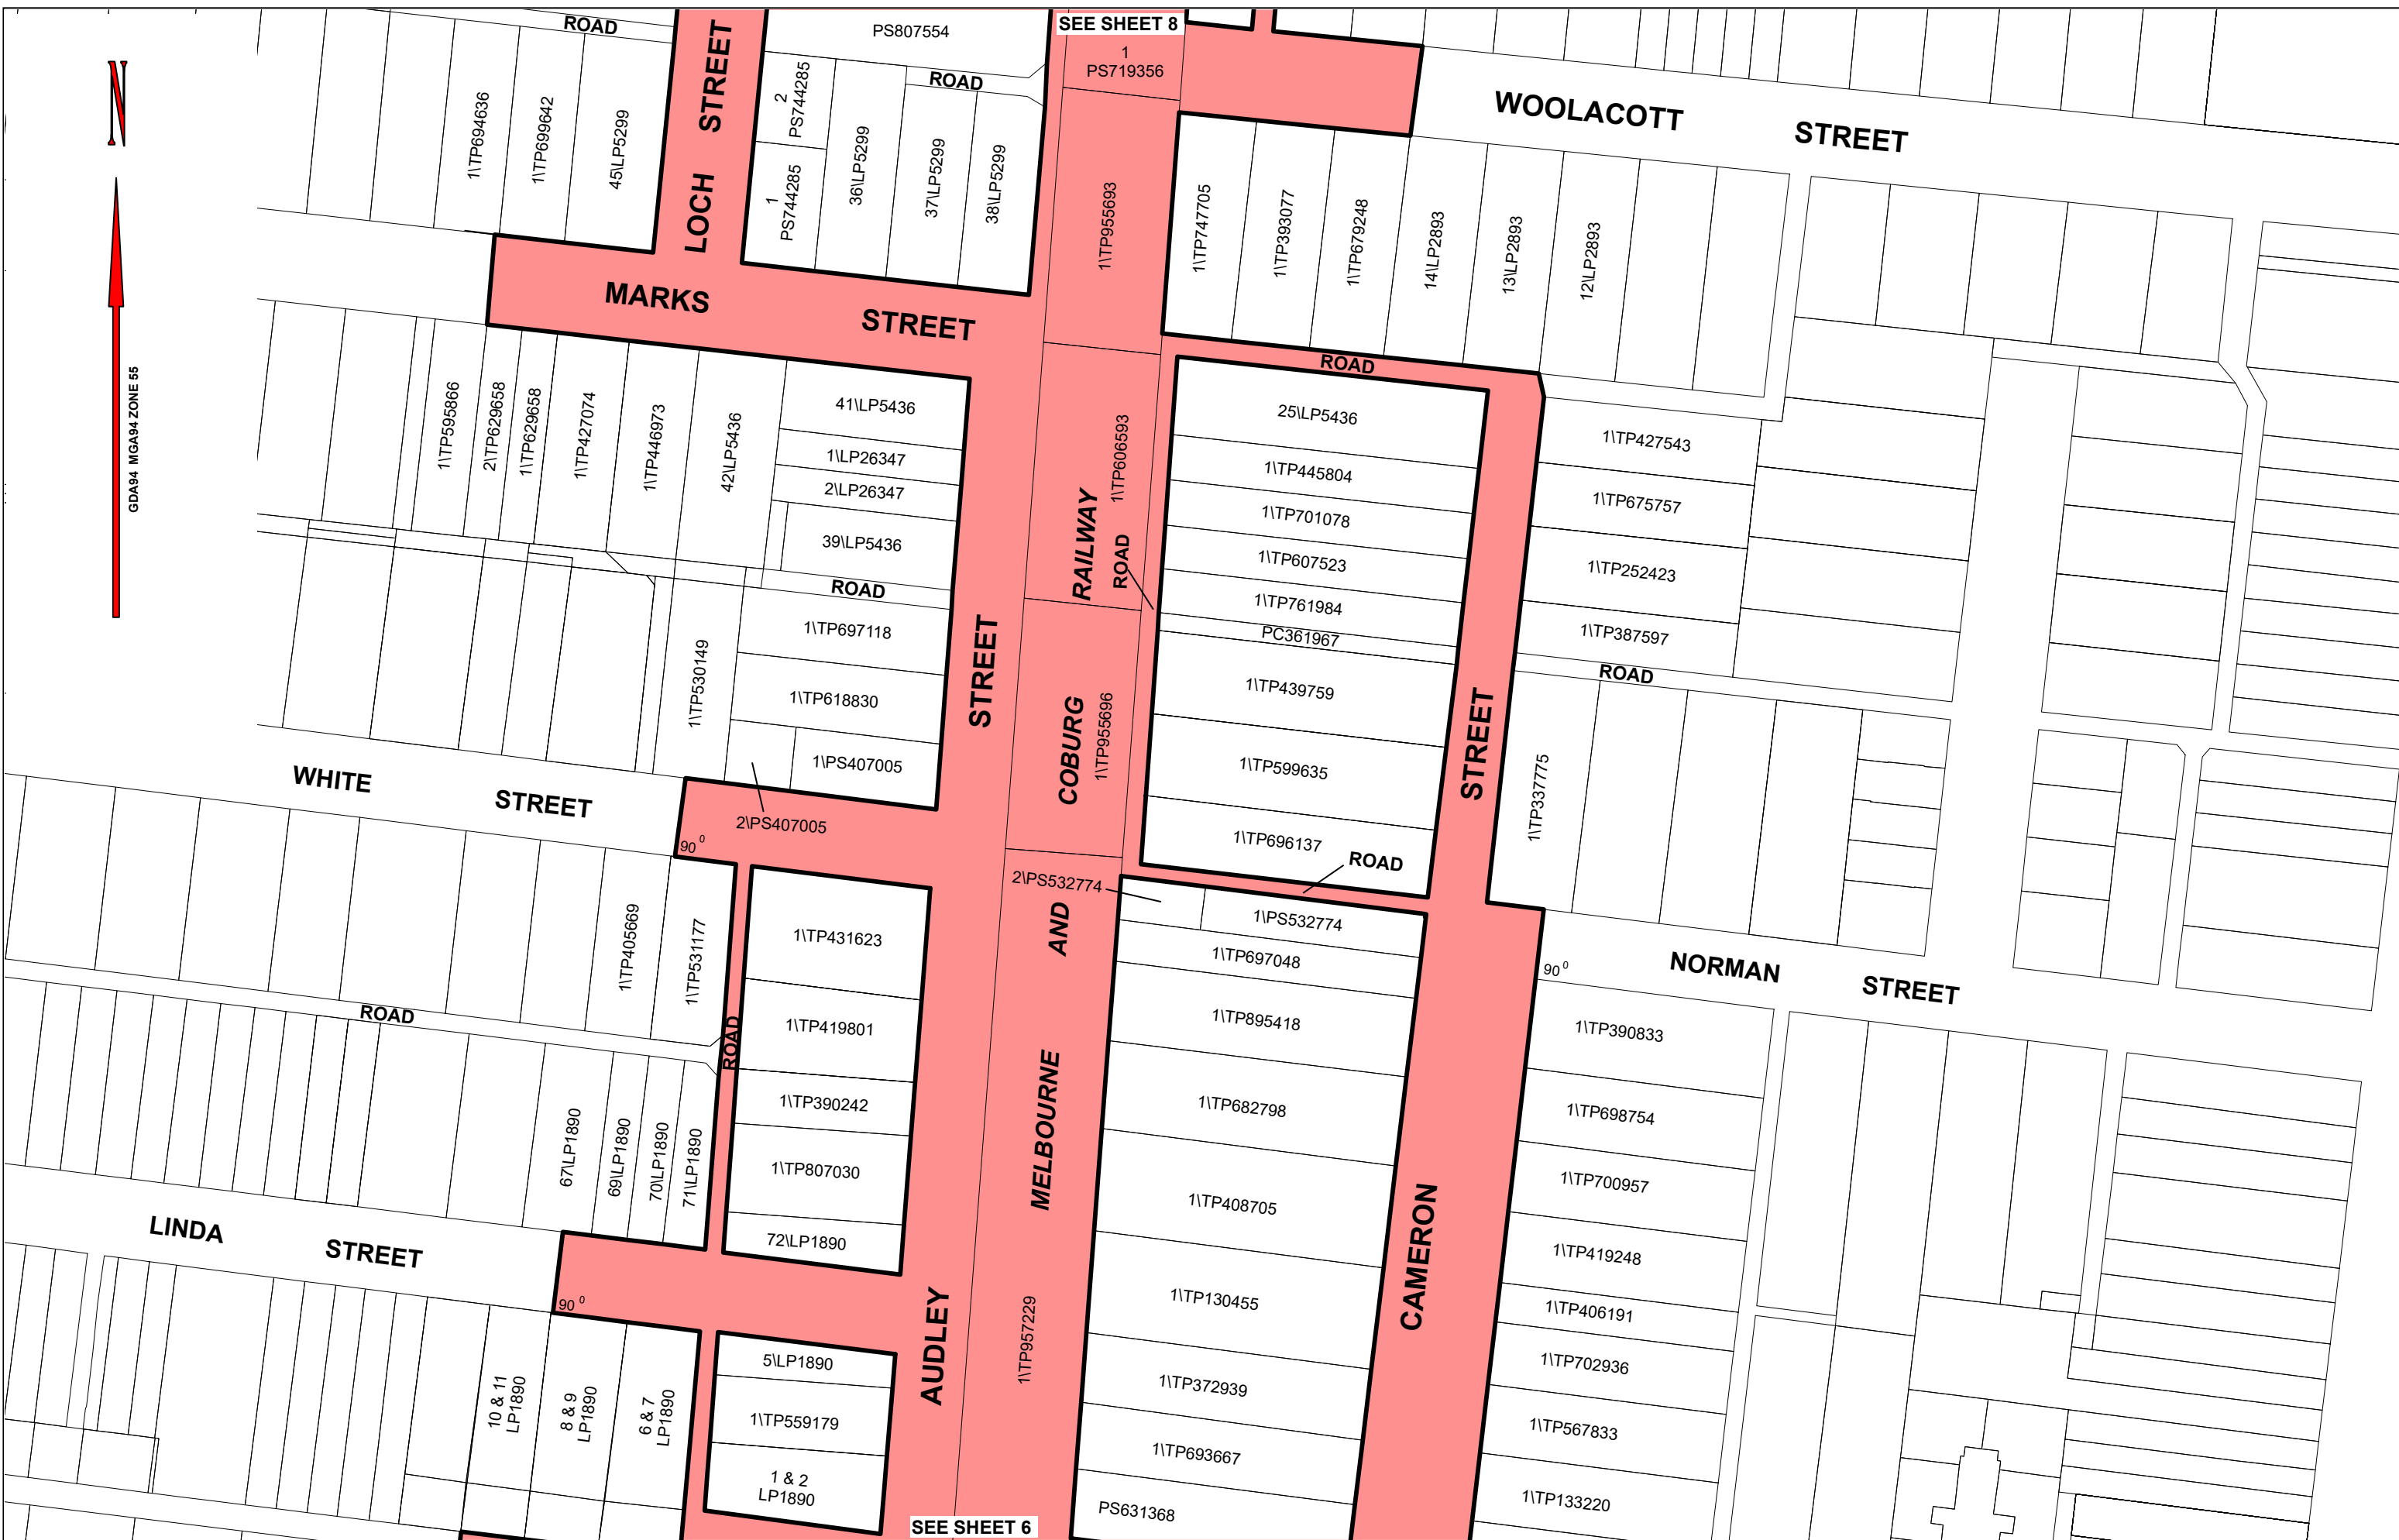 ROAD
SEE SHEET 8
PS807554
1
PS719356
N
GDA94 MGA94 ZONE 55
LOCH STREET
ROAD
WOOLACOTT STREET
1\TP694636
1\TP699642
45\LP5299
2
PS744285
1
PS744285
36\LP5299
37\LP5299
38\LP5299
1\TP955693
1\TP747705
1\TP393077
1\TP679248
14\LP2893
13\LP2893
12\LP2893
MARKS STREET
ROAD
1\TP595866
2\TP629658
1\TP629658
1\TP427074
1\TP446973
42\LP5436
41\LP5436
1\LP26347
2\LP26347
39\LP5436
ROAD
1\TP606593
RAILWAY
ROAD
25\LP5436
1\TP445804
1\TP701078
1\TP607523
1\TP761984
PC361967
1\TP439759
1\TP599635
1\TP696137
ROAD
1\TP427543
1\TP675757
1\TP252423
1\TP387597
ROAD
1\TP530149
1\TP697118
1\TP618830
1\PS407005
2\PS407005
STREET
COBURG
1\TP955696
STREET
1\TP337775
WHITE STREET
90 0
2\PS532774
1\PS532774
AND
1\TP405669
1\TP531177
1\TP431623
1\TP697048
90 0
NORMAN STREET
ROAD
ROAD
1\TP419801
1\TP895418
1\TP390833
1\TP390242
MELBOURNE
1\TP682798
1\TP698754
67\LP1890
69\LP1890
70\LP1890
71\LP1890
1\TP807030
1\TP408705
1\TP700957
72\LP1890
LINDA STREET
90 0
1\TP419248
AUDLEY
1\TP957229
1\TP130455
CAMERON
1\TP406191
10 & 11
LP1890
8 & 9
LP1890
6 & 7
LP1890
5\LP1890
1\TP559179
1 & 2
LP1890
1\TP372939
1\TP702936
1\TP693667
1\TP567833
PS631368
1\TP133220
SEE SHEET 6